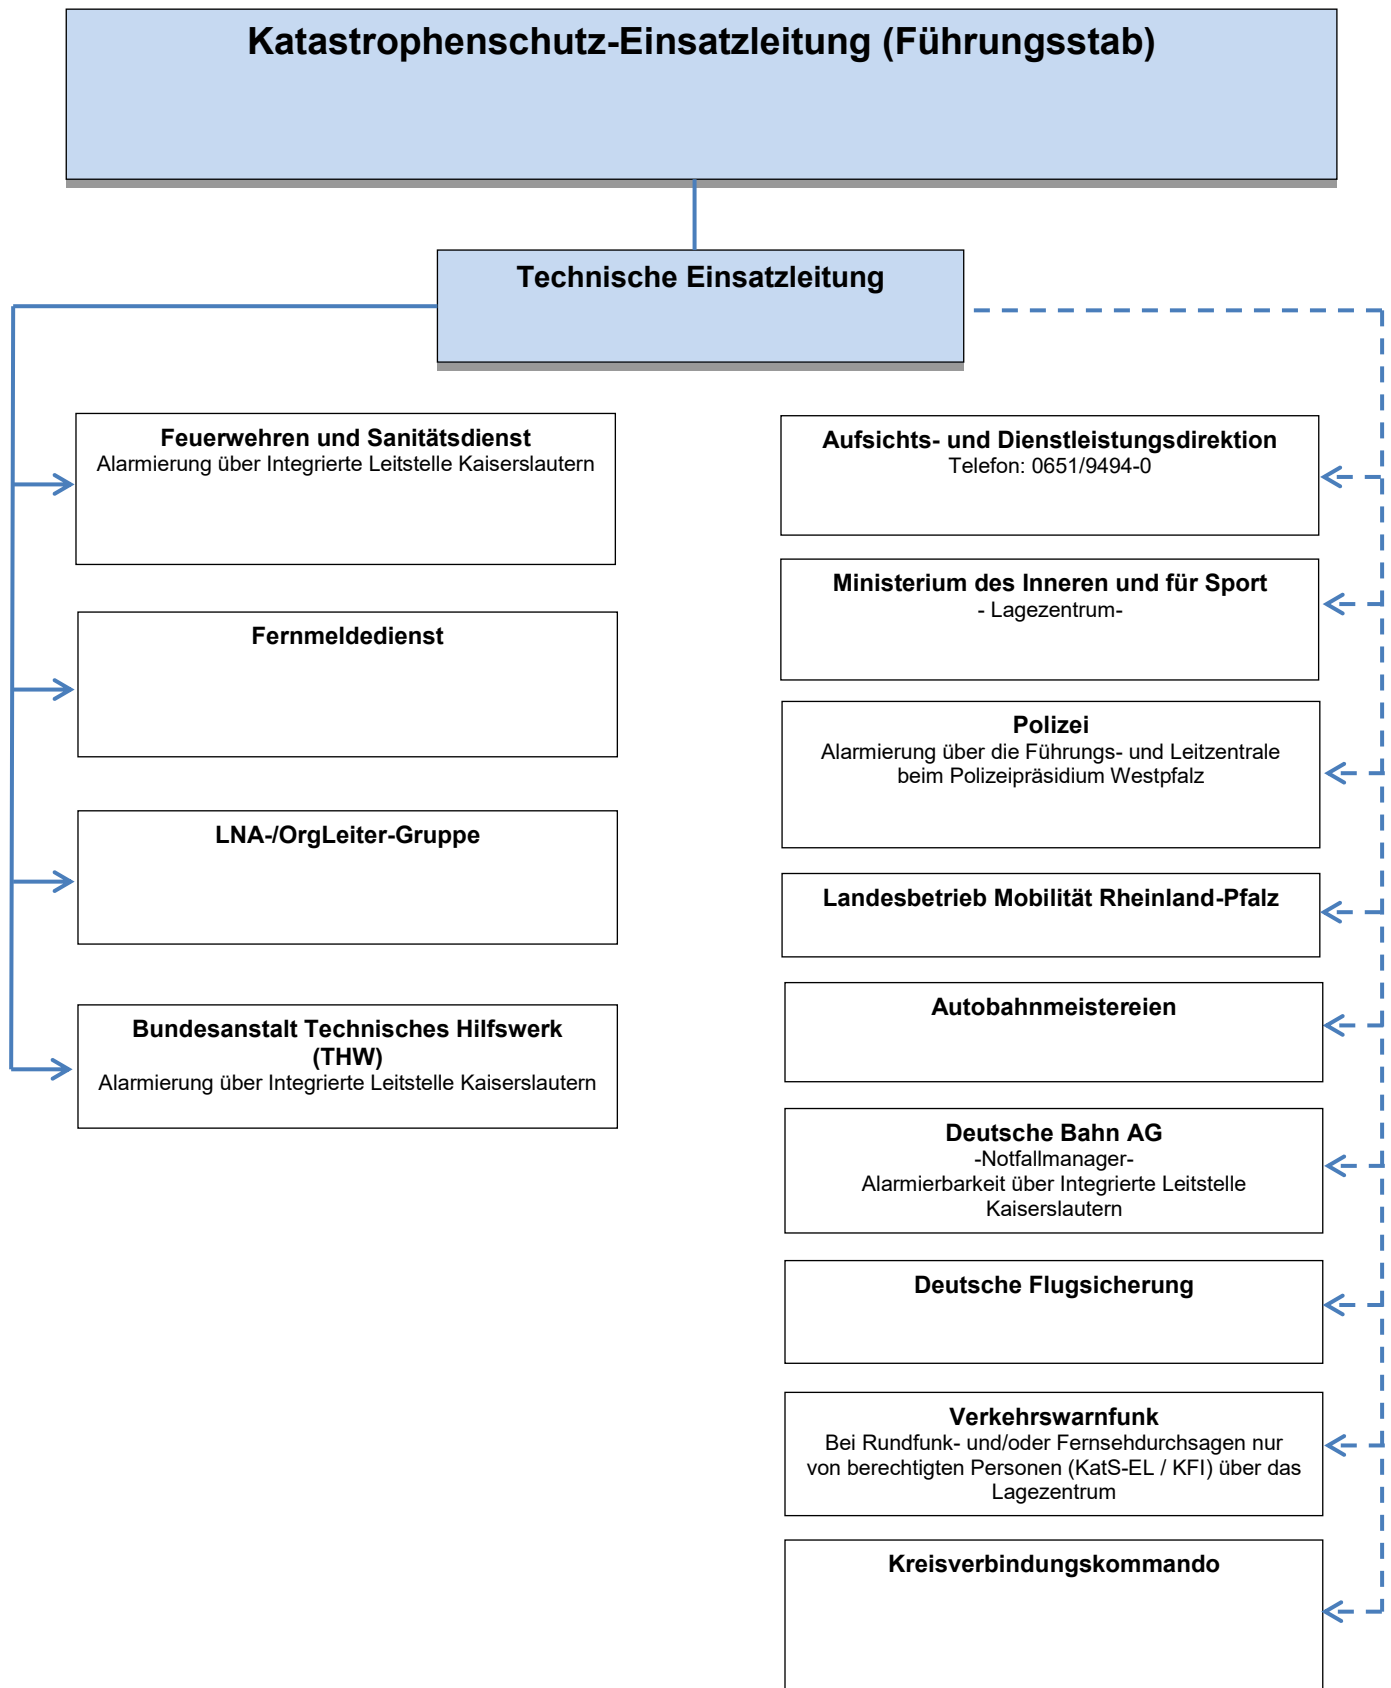 Katastrophenschutz-Einsatzleitung (Führungsstab)
Technische Einsatzleitung
Feuerwehren und Sanitätsdienst
Alarmierung über Integrierte Leitstelle Kaiserslautern
Fernmeldedienst
LNA-/OrgLeiter-Gruppe
Bundesanstalt Technisches Hilfswerk
(THW)
Alarmierung über Integrierte Leitstelle Kaiserslautern
Aufsichts- und Dienstleistungsdirektion
Telefon: 0651/9494-0
Ministerium des Inneren und für Sport
- Lagezentrum-
Polizei
Alarmierung über die Führungs- und Leitzentrale
beim Polizeipräsidium Westpfalz
Landesbetrieb Mobilität Rheinland-Pfalz
Autobahnmeistereien
Deutsche Bahn AG
-Notfallmanager-
Alarmierbarkeit über Integrierte Leitstelle
Kaiserslautern
Deutsche Flugsicherung
Verkehrswarnfunk
Bei Rundfunk- und/oder Fernsehdurchsagen nur
von berechtigten Personen (KatS-EL / KFI) über das
Lagezentrum
Kreisverbindungskommando